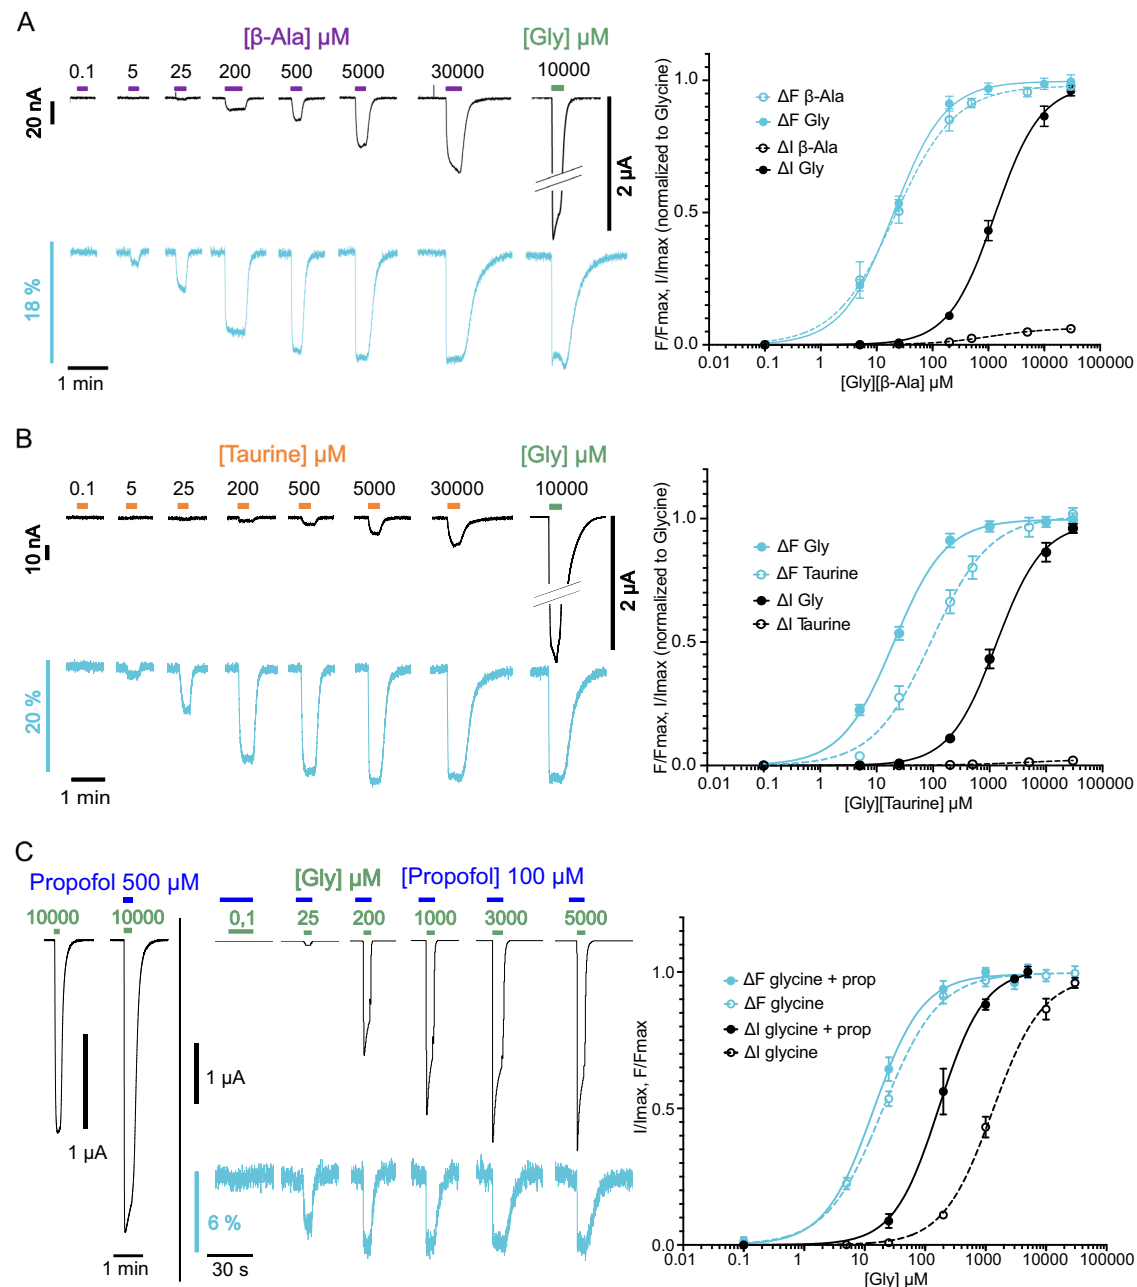 A
[β-Ala] μM
[Gly] μM
0.1 5 25 200 500 5000 30000 10000
20 nA
2 μA
18 %
1 min
F/Fmax, I/Imax (normalized to Glycine)
1.0
0.5
0.0
ΔF β-Ala
ΔF Gly
ΔI β-Ala
ΔI Gly
0.01 0.1 1 10 100 1000 10000 100000
[Gly][β-Ala] μM
B
[Taurine] μM
[Gly] μM
0.1 5 25 200 500 5000 30000 10000
10 nA
2 μA
20 %
1 min
F/Fmax, I/Imax (normalized to Glycine)
1.0
0.5
0.0
ΔF Gly
ΔF Taurine
ΔI Gly
ΔI Taurine
0.01 0.1 1 10 100 1000 10000 100000
[Gly][Taurine] μM
C
Propofol 500 μM
[Gly] μM
[Propofol] 100 μM
10000 10000 0,1 25 200 1000 3000 5000
1 μA
1 μA
6 %
1 min
30 s
I/Imax, F/Fmax
1.0
0.5
0.0
ΔF glycine + prop
ΔF glycine
ΔI glycine + prop
ΔI glycine
0.01 0.1 1 10 100 1000 10000 100000
[Gly] μM